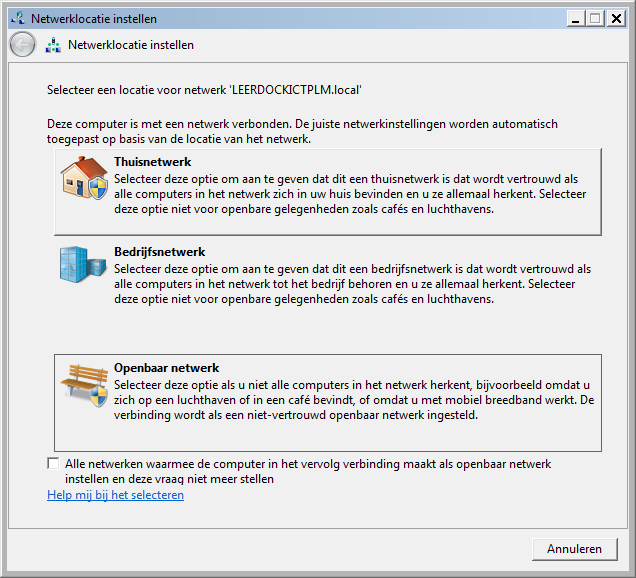 Netwerklocatie instellen
Netwerklocatie instellen
Selecteer een locatie voor netwerk 'LEERDOCKICTPLM.local'
Deze computer is met een netwerk verbonden. De juiste netwerkinstellingen worden automatisch
toegepast op basis van de locatie van het netwerk.
Thuisnetwerk
Selecteer deze optie om aan te geven dat dit een thuisnetwerk is dat wordt vertrouwd als
alle computers in het netwerk zich in uw huis bevinden en u ze allemaal herkent. Selecteer
deze optie niet voor openbare gelegenheden zoals cafés en luchthavens.
Bedrijfsnetwerk
Selecteer deze optie om aan te geven dat dit een bedrijfsnetwerk is dat wordt vertrouwd als
alle computers in het netwerk tot het bedrijf behoren en u ze allemaal herkent. Selecteer
deze optie niet voor openbare gelegenheden zoals cafés en luchthavens.
Openbaar netwerk
Selecteer deze optie als u niet alle computers in het netwerk herkent, bijvoorbeeld omdat u
zich op een luchthaven of in een café bevindt, of omdat u met mobiel breedband werkt. De
verbinding wordt als een niet-vertrouwd openbaar netwerk ingesteld.
Alle netwerken waarmee de computer in het vervolg verbinding maakt als openbaar netwerk
instellen en deze vraag niet meer stellen
Help mij bij het selecteren
Annuleren